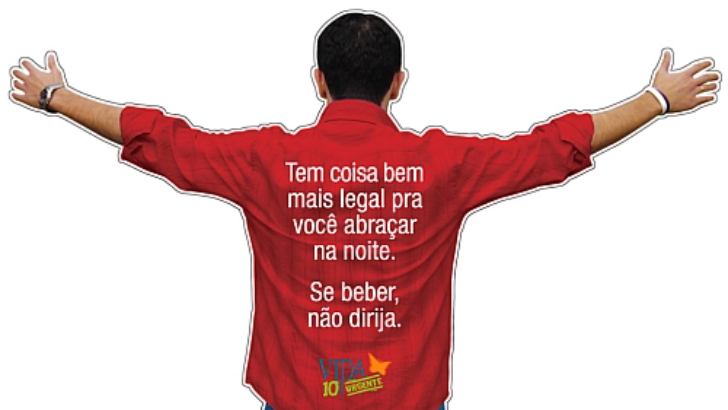 Tem coisa bem
mais legal pra
você abraçar
na noite.
Se beber,
não dirija.
VIDA
10 URGENTE